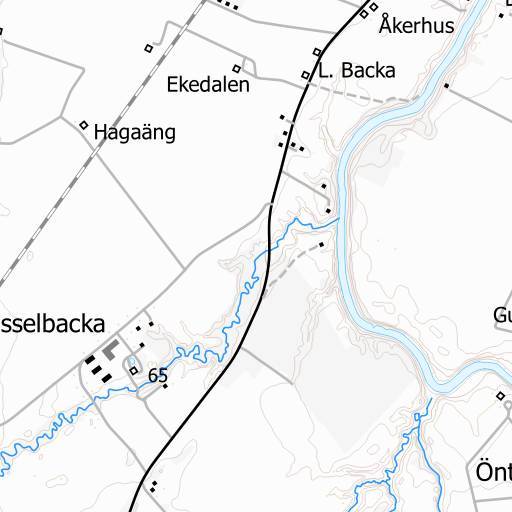 Åkerhus
L. Backa
Ekedalen
Hagaäng
sselbacka
Gu
65
Önt